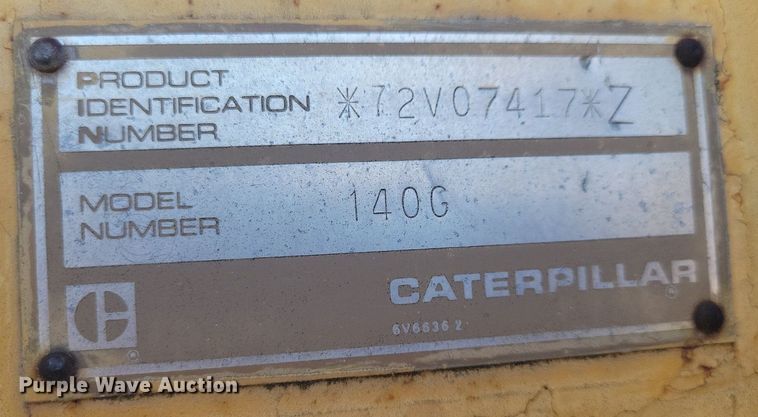 PRODUCT
IDENTIFICATION
NUMBER
*72V07417*Z
MODEL
NUMBER
140G
CATERPILLAR
®
6V6636 2
C
®
Purple Wave Auction